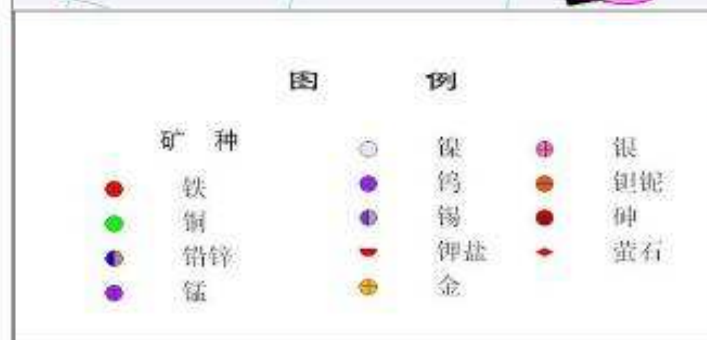 图 例
矿 种
铁
铜
铅锌
锰
镍
钨
锡
钾盐
金
银
钽铌
砷
萤石